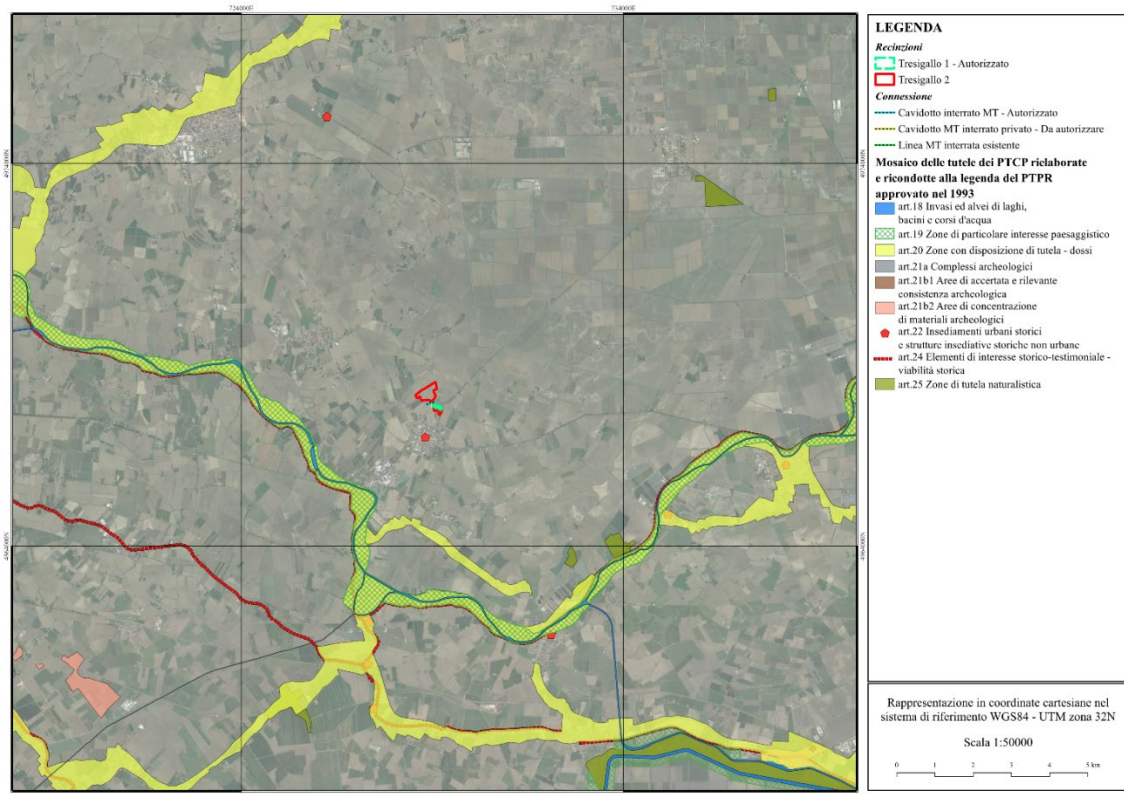 724000E
734000E
4974000N
4974000N
4964000N
4964000N
LEGENDA
Recinzioni
Tresigallo 1 - Autorizzato
Tresigallo 2
Connessione
Cavidotto interrato MT - Autorizzato
Cavidotto MT interrato privato - Da autorizzare
Linea MT interrata esistente
Mosaico delle tutele dei PTCP rielaborate
e ricondotte alla legenda del PTPR
approvato nel 1993
art.18 Invasi ed alvei di laghi,
bacini e corsi d'acqua
art.19 Zone di particolare interesse paesaggistico
art.20 Zone con disposizione di tutela - dossi
art.21a Complessi archeologici
art.21b1 Aree di accertata e rilevante
consistenza archeologica
art.21b2 Aree di concentrazione
di materiali archeologici
art.22 Insediamenti urbani storici
e strutture insediative storiche non urbane
art.24 Elementi di interesse storico-testimoniale -
viabilità storica
art.25 Zone di tutela naturalistica
Rappresentazione in coordinate cartesiane nel
sistema di riferimento WGS84 - UTM zona 32N
Scala 1:50000
0 1 2 3 4 5 km